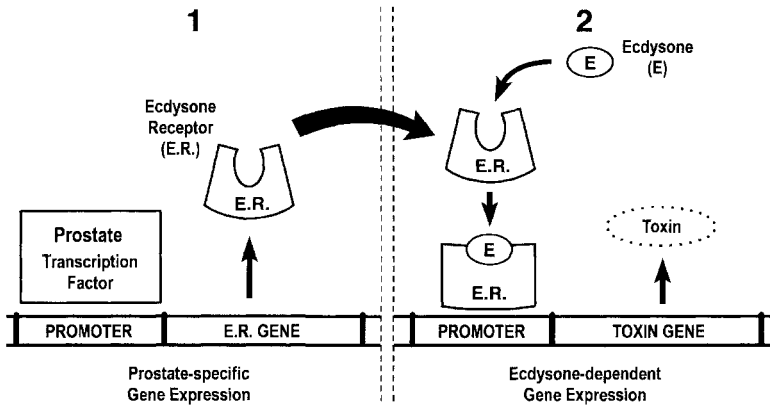 1
Ecdysone
Receptor
(E.R.)
E.R.
Prostate
Transcription
Factor
PROMOTER
E.R. GENE
Prostate-specific
Gene Expression
2
E
Ecdysone
(E)
E.R.
E
E.R.
Toxin
PROMOTER
TOXIN GENE
Ecdysone-dependent
Gene Expression